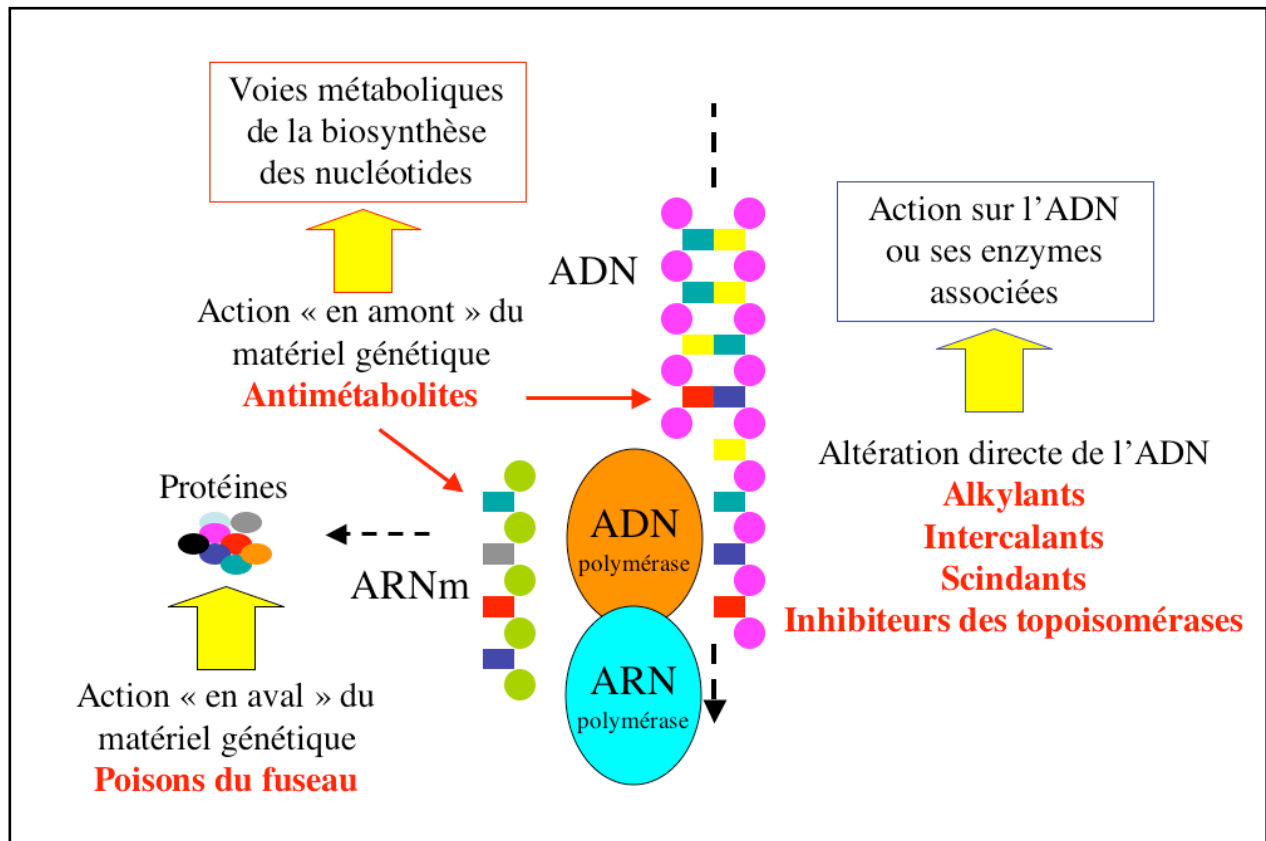 Voies métaboliques
de la biosynthèse
des nucléotides
Action « en amont » du
matériel génétique
Antimétabolites
ADN
Action sur l’ADN
ou ses enzymes
associées
Altération directe de l’ADN
Alkylants
Intercalants
Scindants
Inhibiteurs des topoisomérases
Protéines
ARNm
ADN
polymérase
ARN
polymérase
Action « en aval » du
matériel génétique
Poisons du fuseau